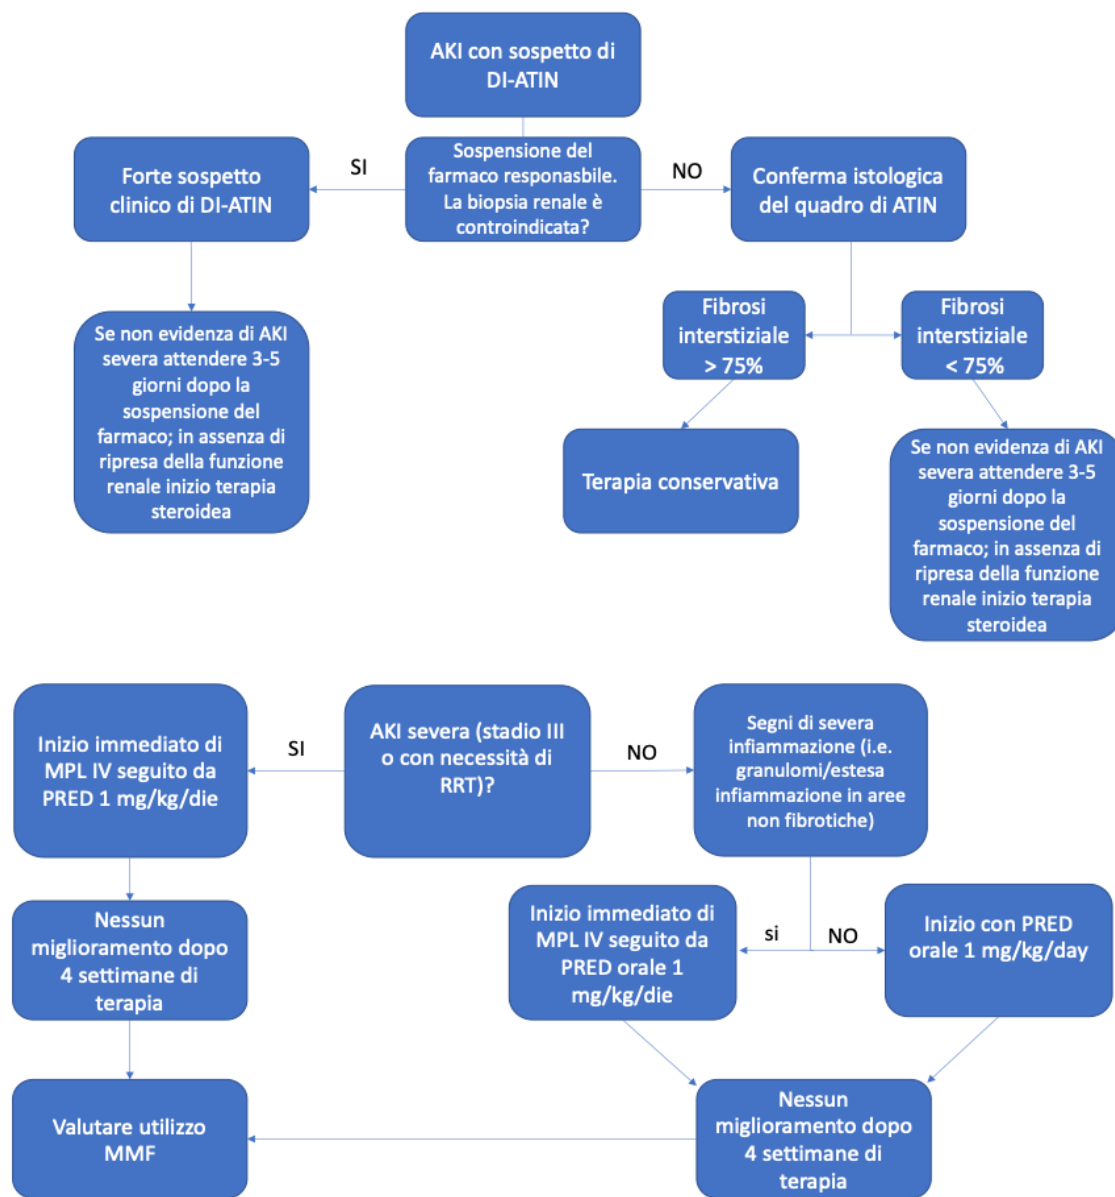 AKI con sospetto di
DI-ATIN
SI
Forte sospetto
clinico di DI-ATIN
Sospensione del
farmaco responasbile.
La biopsia renale è
controindicata?
NO
Conferma istologica
del quadro di ATIN
Se non evidenza di AKI
severa attendere 3-5
giorni dopo la
sospensione del
farmaco; in assenza di
ripresa della funzione
renale inizio terapia
steroidea
Fibrosi
interstiziale
> 75%
Fibrosi
interstiziale
< 75%
Terapia conservativa
Se non evidenza di AKI
severa attendere 3-5
giorni dopo la
sospensione del
farmaco; in assenza di
ripresa della funzione
renale inizio terapia
steroidea
Inizio immediato di
MPL IV seguito da
PRED 1 mg/kg/die
SI
AKI severa (stadio III
o con necessità di
RRT)?
NO
Segni di severa
infiammazione (i.e.
granulomi/estesa
infiammazione in aree
non fibrotiche)
Nessun
miglioramento dopo
4 settimane di
terapia
Inizio immediato di
MPL IV seguito da
PRED orale 1
mg/kg/die
si
NO
Inizio con PRED
orale 1 mg/kg/day
Valutare utilizzo
MMF
Nessun
miglioramento dopo
4 settimane di
terapia